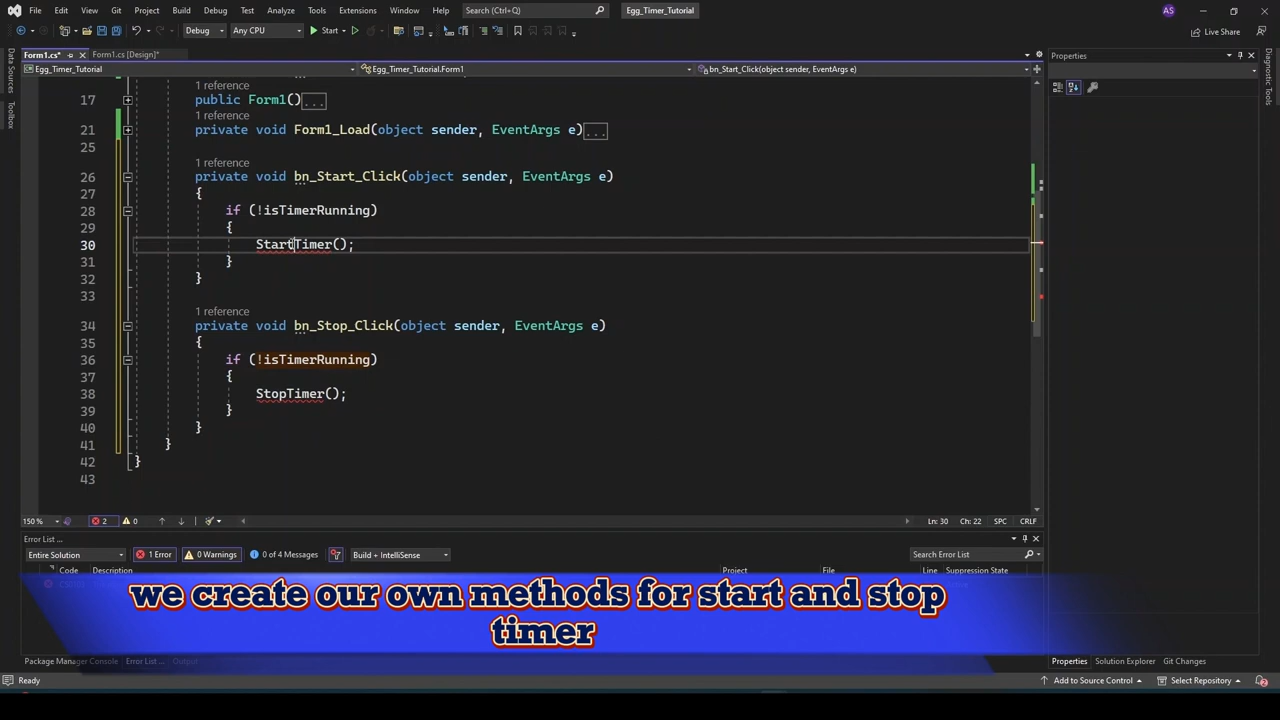 File Edit View Git Project Build Debug Test Analyze Tools Extensions Window Help Search (Ctrl+Q) Egg_Timer_Tutorial AS
Debug Any CPU Start Live Share
Form1.cs* Form1.cs [Design]*
Properties
Egg_Timer_Tutorial Egg_Timer_Tutorial.Form1 bn_Start_Click(object sender, EventArgs e)
Data Sources
Toolbox
Diagnostic Tools
1 reference
17 public Form1()...
1 reference
21 private void Form1_Load(object sender, EventArgs e)...
25
1 reference
26 private void bn_Start_Click(object sender, EventArgs e)
27 {
28 if (!isTimerRunning)
29 {
30 StartTimer();
31 }
32 }
33
1 reference
34 private void bn_Stop_Click(object sender, EventArgs e)
35 {
36 if (!isTimerRunning)
37 {
38 StopTimer();
39 }
40 }
41 }
42 }
43
150 % 2 0 Ln: 30 Ch: 22 SPC CRLF
Error List ...
Entire Solution 1 Error 0 Warnings 0 of 4 Messages Build + IntelliSense Search Error List
Code Description Project File Line Suppression State
we create our own methods for start and stop
timer
Package Manager Console Error List ... Output Properties Solution Explorer Git Changes
Ready Add to Source Control Select Repository 2